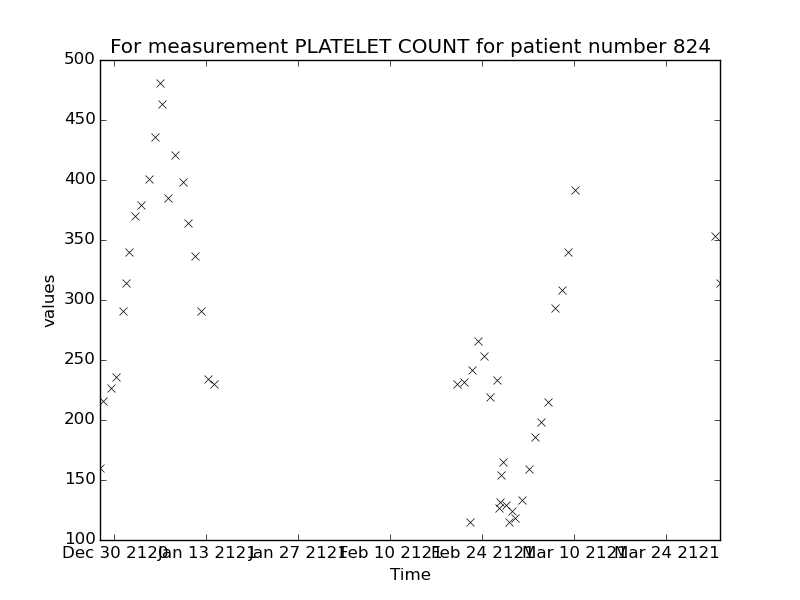 For measurement PLATELET COUNT for patient number 824
500
450
400
350
300
250
200
150
100
values
Dec 30 2120 Jan 13 2121 Jan 27 2121 Feb 10 2121 Feb 24 2121 Mar 10 2121 Mar 24 2121
Time